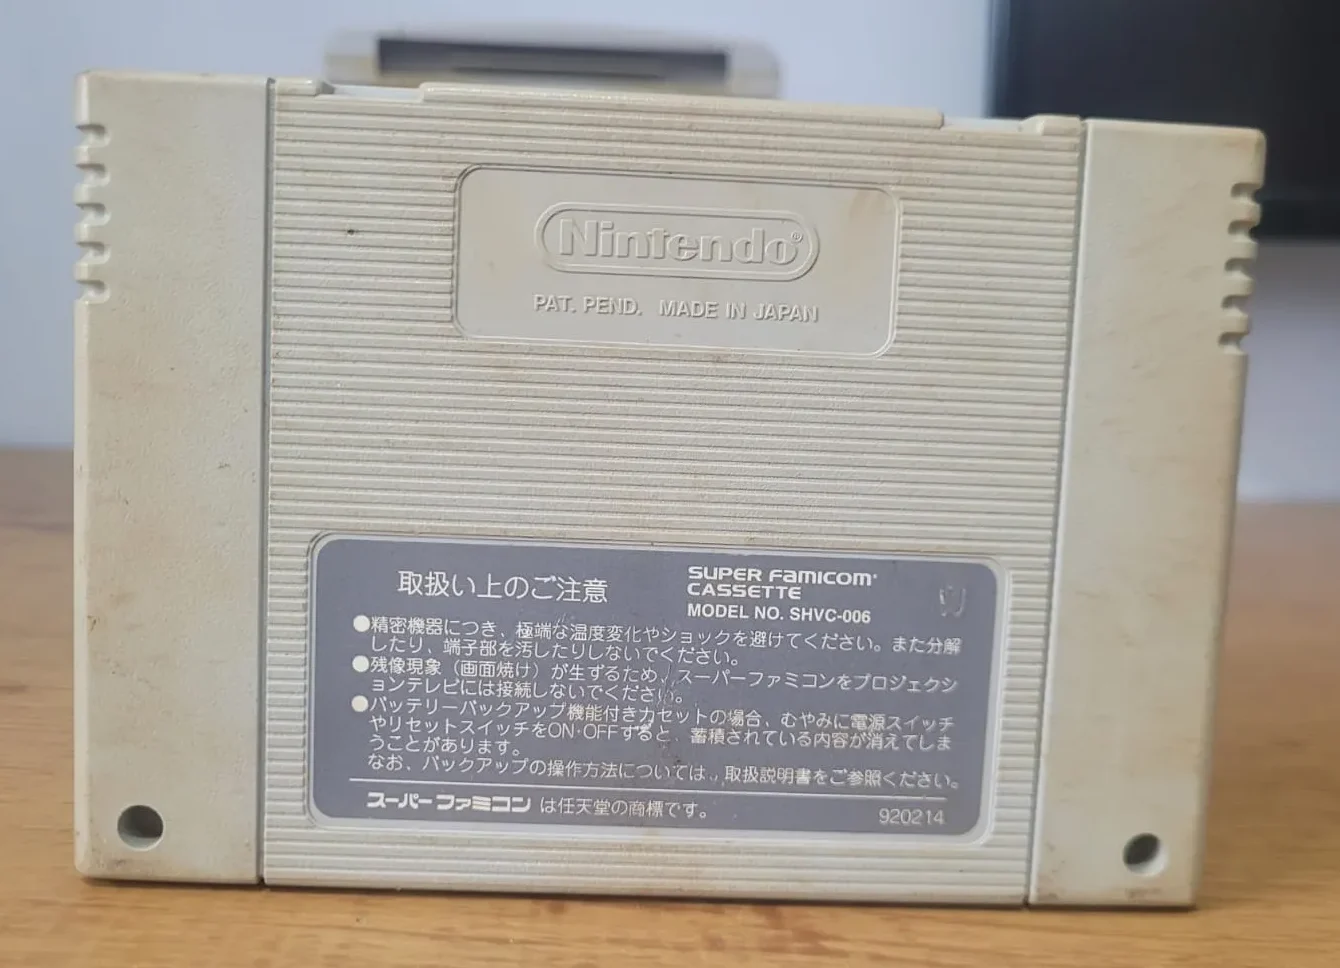 Nintendo®
PAT. PEND. MADE IN JAPAN
取扱い上のご注意
SUPER FAMICOM
CASSETTE
MODEL NO. SHVC-006
●精密機器につき、極端な温度変化やショックを避けてください。また分解
したり、端子部を汚したりしないでください。
●残像現象（画面焼け）が生ずるため、スーパーファミコンをプロジェクシ
ョンテレビには接続しないでください。
●バッテリーバックアップ機能付きカセットの場合、むやみに電源スイッチ
やリセットスイッチをON・OFFすると、蓄積されている内容が消えてしま
うことがあります。
なお、バックアップの操作方法については、取扱説明書をご参照ください。
スーパーファミコンは任天堂の商標です。
920214